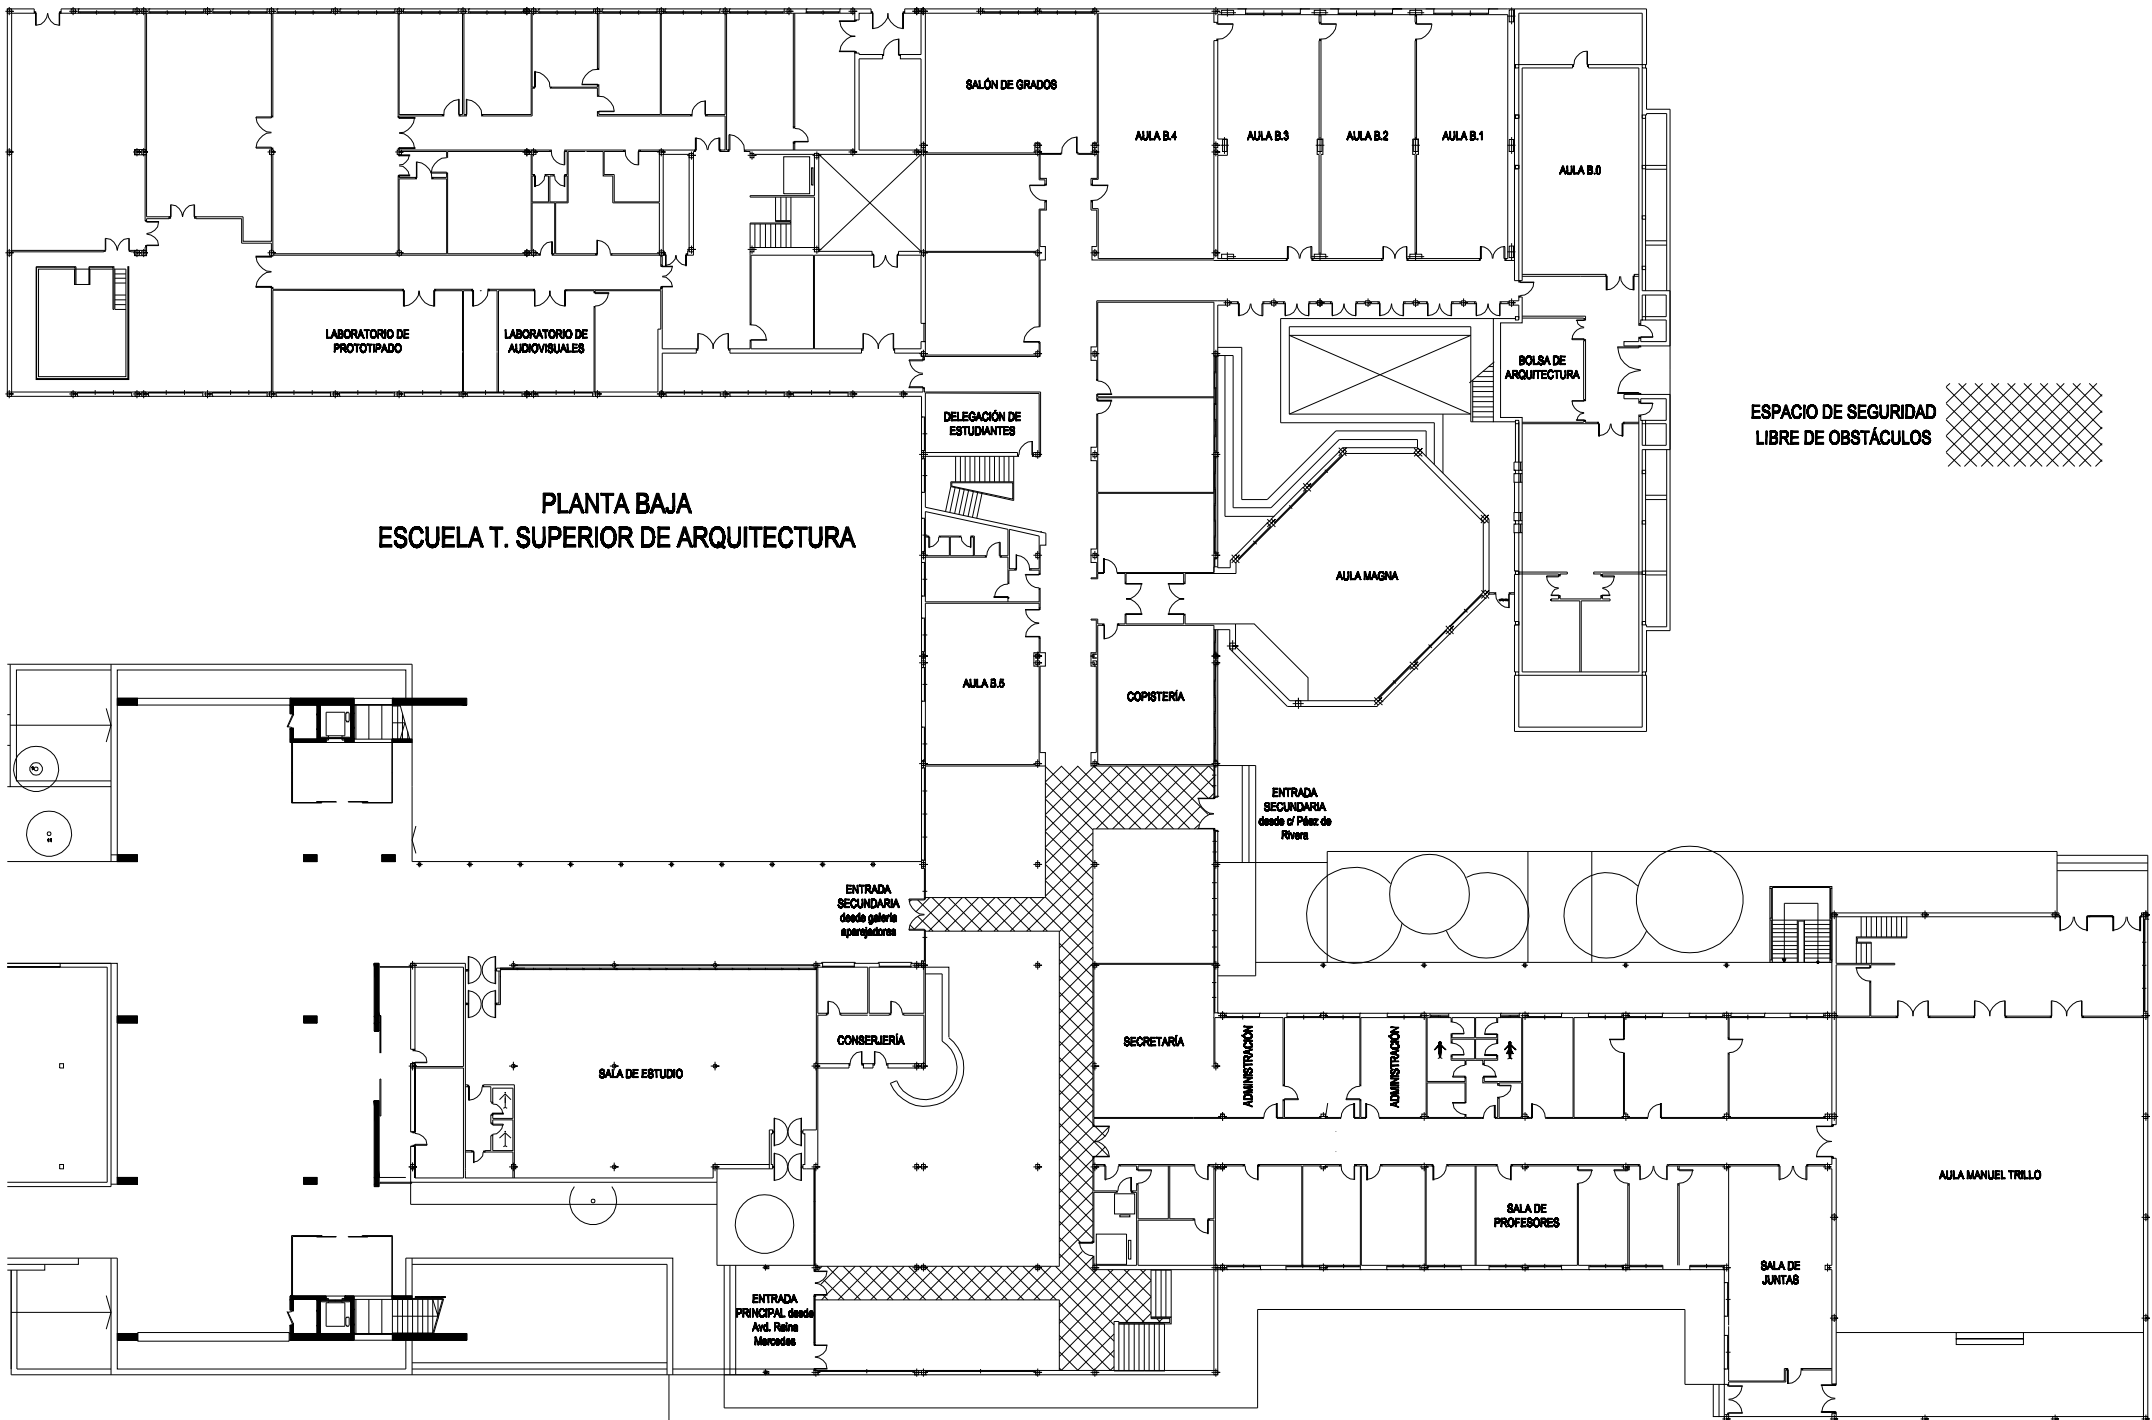 SALÓN DE GRADOS
AULA B.4
AULA B.3
AULA B.2
AULA B.1
AULA B.0
LABORATORIO DE
PROTOTIPADO
LABORATORIO DE
AUDIOVISUALES
BOLSA DE
ARQUITECTURA
DELEGACIÓN DE
ESTUDIANTES
ESPACIO DE SEGURIDAD
LIBRE DE OBSTÁCULOS
PLANTA BAJA
ESCUELA T. SUPERIOR DE ARQUITECTURA
AULA MAGNA
AULA B.5
COPISTERÍA
ENTRADA
SECUNDARIA
desde c/ Páez de
Rivera
ENTRADA
SECUNDARIA
desde galería
aparejadores
CONSERJERÍA
SECRETARÍA
ADMINISTRACIÓN
ADMINISTRACIÓN
SALA DE ESTUDIO
AULA MANUEL TRILLO
SALA DE
PROFESORES
SALA DE
JUNTAS
ENTRADA
PRINCIPAL desde
Avd. Reina
Mercedes